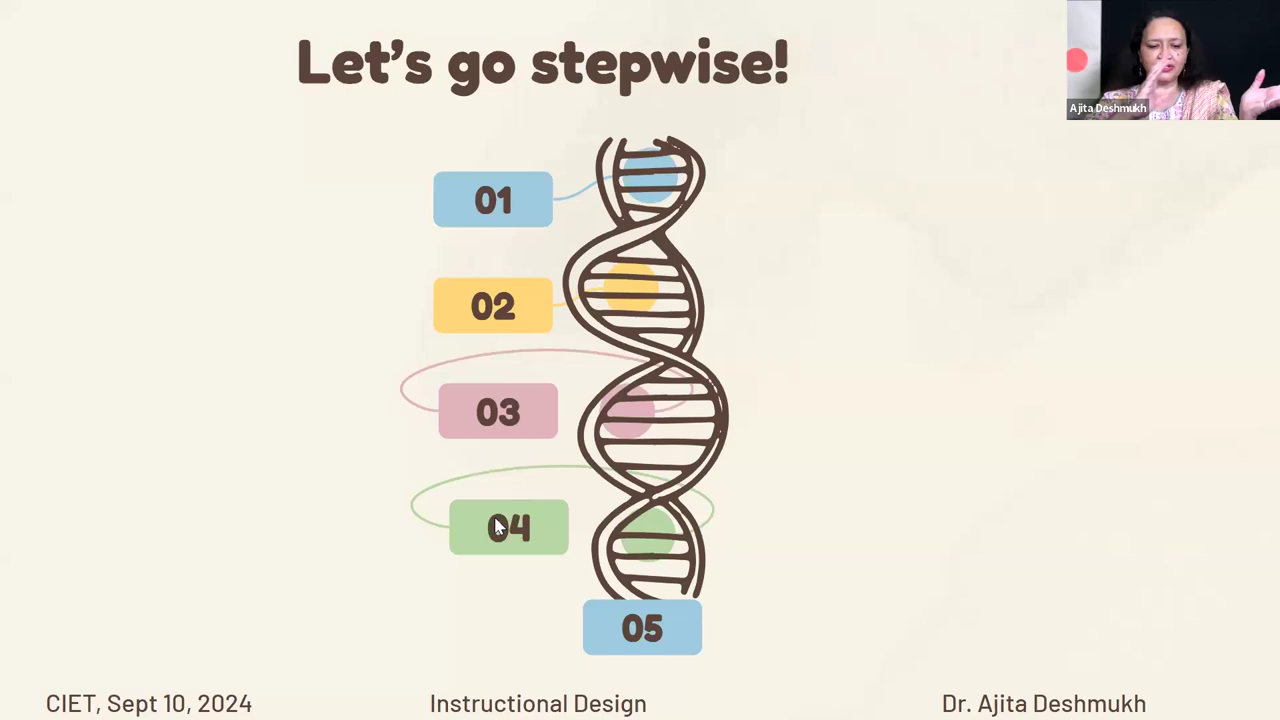 Let's go stepwise!
Ajita Deshmukh
01
02
03
04
05
CIET, Sept 10, 2024
Instructional Design
Dr. Ajita Deshmukh